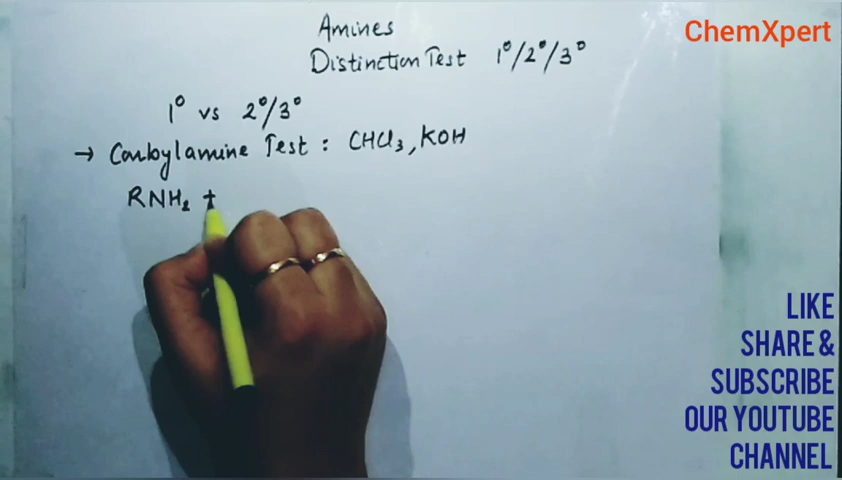 Amines
ChemXpert
Distinction Test 1°/2°/3°
1° vs 2°/3°
→ Carbylamine Test : CHCl3, KOH
RNH2 +
LIKE
SHARE &
SUBSCRIBE
OUR YOUTUBE
CHANNEL